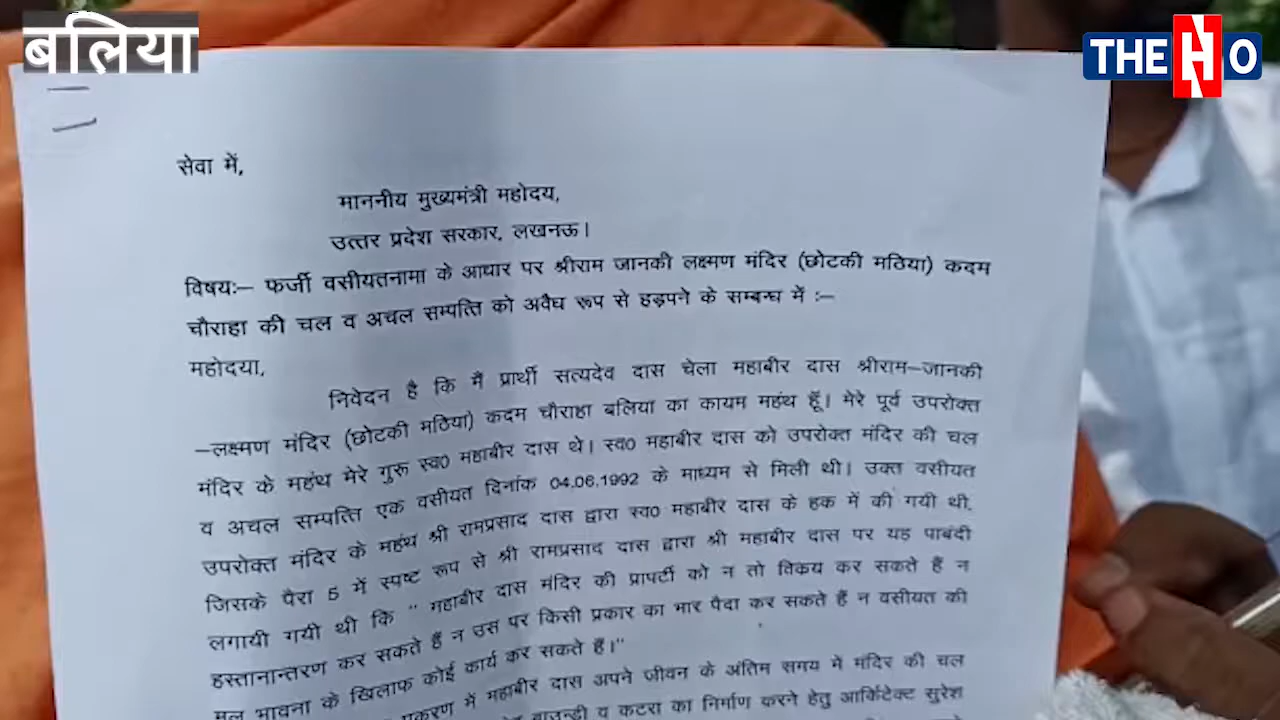 बलिया
THE NO
सेवा में,
माननीय मुख्यमंत्री महोदय,
उत्तर प्रदेश सरकार, लखनऊ।
विषयः– फर्जी वसीयतनामा के आधार पर श्रीराम जानकी लक्ष्मण मंदिर (छोटकी मठिया) कदम
चौराहा की चल व अचल सम्पत्ति को अवैध रूप से हड़पने के सम्बन्ध में :–
महोदया,
निवेदन है कि मैं प्रार्थी सत्यदेव दास चेला महाबीर दास श्रीराम–जानकी
–लक्ष्मण मंदिर (छोटकी मठिया) कदम चौराहा बलिया का कायम महंथ हूँ। मेरे पूर्व उपरोक्त
मंदिर के महंथ मेरे गुरू स्व0 महाबीर दास थे। स्व0 महाबीर दास को उपरोक्त मंदिर की चल
व अचल सम्पत्ति एक वसीयत दिनांक 04.06.1992 के माध्यम से मिली थी। उक्त वसीयत
उपरोक्त मंदिर के महंथ श्री रामप्रसाद दास द्वारा स्व0 महाबीर दास के हक में की गयी थी,
जिसके पैरा 5 में स्पष्ट रूप से श्री रामप्रसाद दास द्वारा श्री महाबीर दास पर यह पाबंदी
लगायी गयी थी कि " महाबीर दास मंदिर की प्रापर्टी को न तो विक्रय कर सकते हैं न
हस्तानान्तरण कर सकते हैं न उस पर किसी प्रकार का भार पैदा कर सकते हैं न वसीयत की
मूल भावना के खिलाफ कोई कार्य कर सकते हैं।"
में महाबीर दास अपने जीवन के अंतिम समय में मंदिर की चल
व कटरा का निर्माण करने हेतु आर्किटेक्ट सुरेश